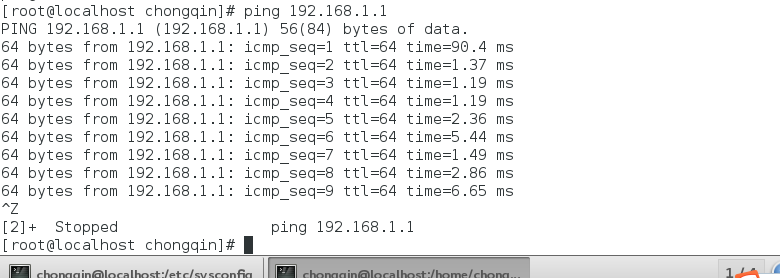 [root@localhost chongqin]# ping 192.168.1.1
PING 192.168.1.1 (192.168.1.1) 56(84) bytes of data.
64 bytes from 192.168.1.1: icmp_seq=1 ttl=64 time=90.4 ms
64 bytes from 192.168.1.1: icmp_seq=2 ttl=64 time=1.37 ms
64 bytes from 192.168.1.1: icmp_seq=3 ttl=64 time=1.19 ms
64 bytes from 192.168.1.1: icmp_seq=4 ttl=64 time=1.19 ms
64 bytes from 192.168.1.1: icmp_seq=5 ttl=64 time=2.36 ms
64 bytes from 192.168.1.1: icmp_seq=6 ttl=64 time=5.44 ms
64 bytes from 192.168.1.1: icmp_seq=7 ttl=64 time=1.49 ms
64 bytes from 192.168.1.1: icmp_seq=8 ttl=64 time=2.86 ms
64 bytes from 192.168.1.1: icmp_seq=9 ttl=64 time=6.65 ms
^Z
[2]+  Stopped                 ping 192.168.1.1
[root@localhost chongqin]#
chongqin@localhost:/etc/sysconfig chongqin@localhost:/home/chong...